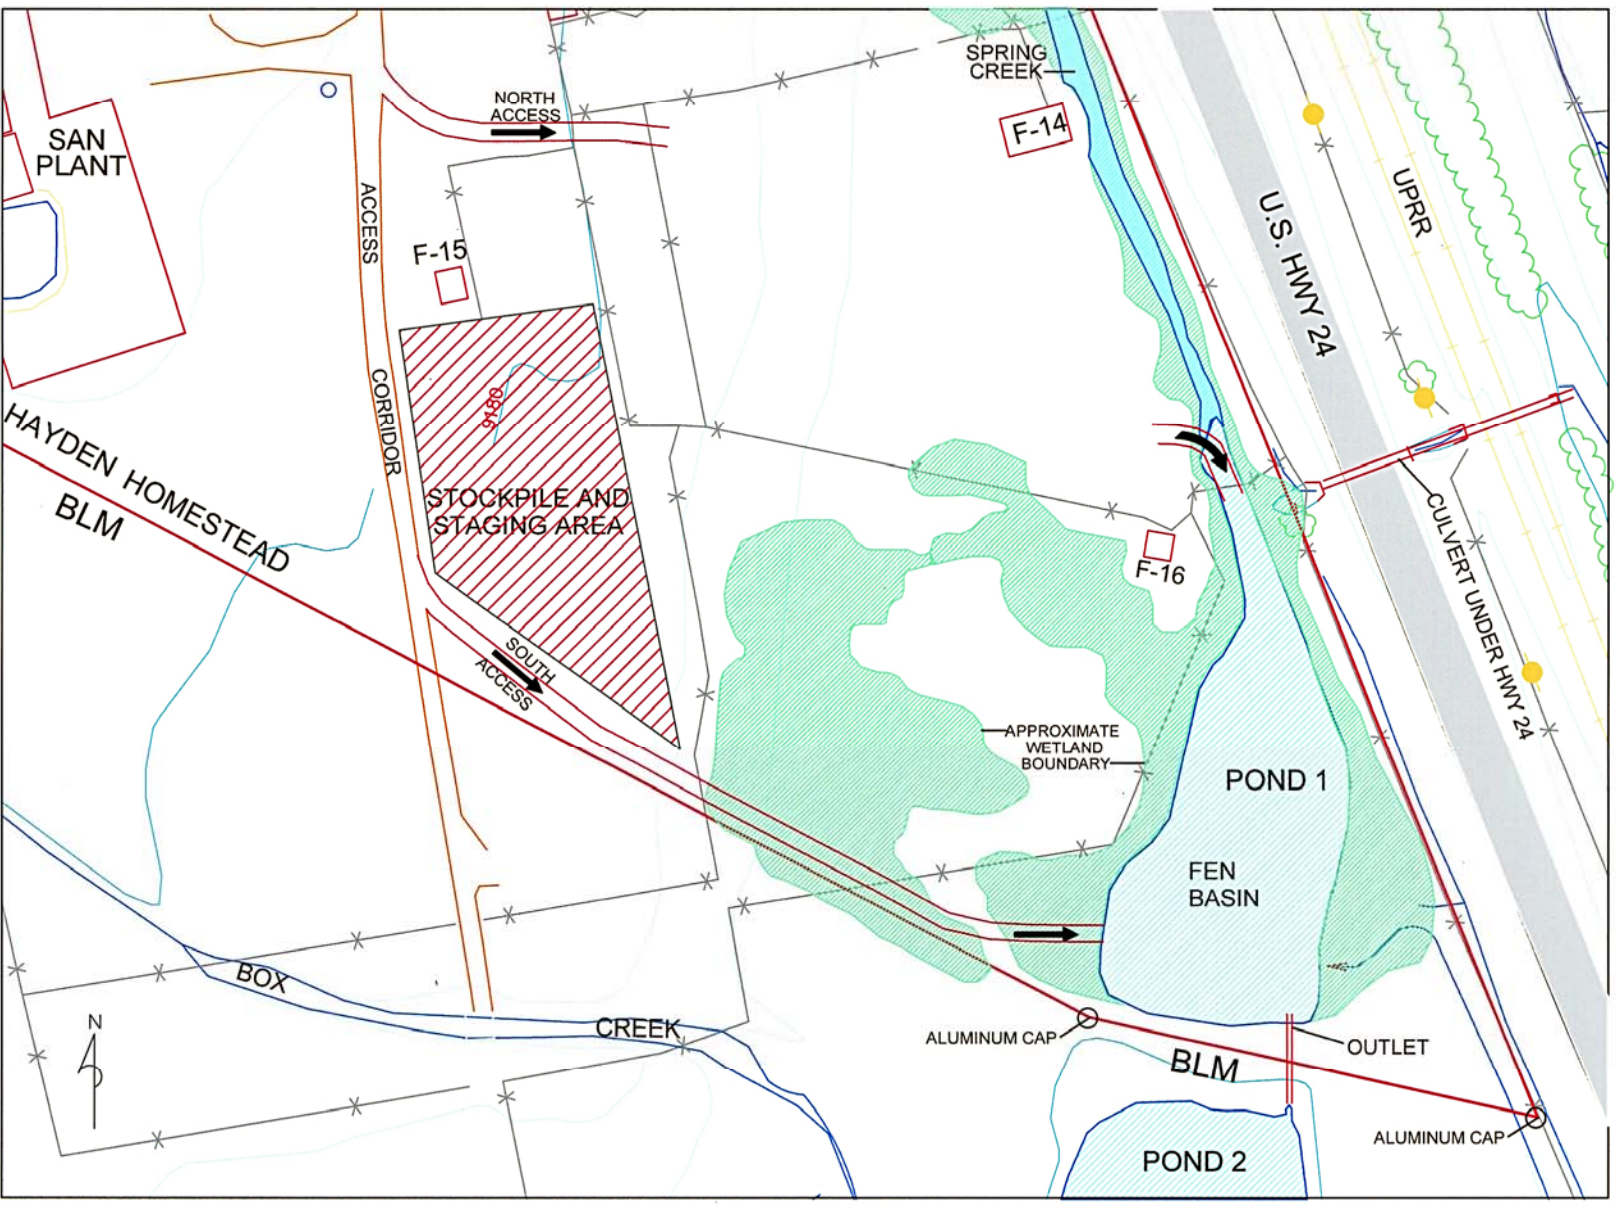 SPRING
CREEK
NORTH
ACCESS
F-14
SAN
PLANT
ACCESS
UPRR
U.S. HWY 24
F-15
9180
CORRIDOR
HAYDEN HOMESTEAD
BLM
STOCKPILE AND
STAGING AREA
F-16
CULVERT UNDER HWY 24
SOUTH
ACCESS
APPROXIMATE
WETLAND
BOUNDARY
POND 1
FEN
BASIN
BOX
CREEK
N
ALUMINUM CAP
OUTLET
BLM
ALUMINUM CAP
POND 2